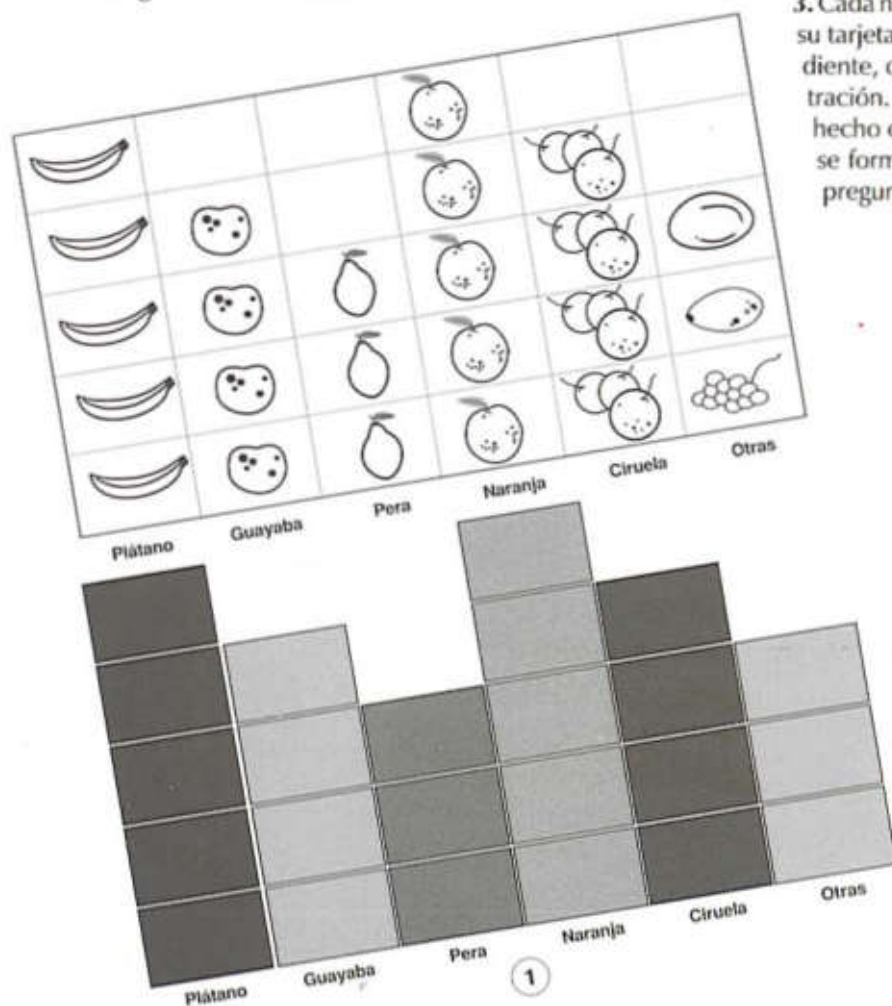 3. Cada
su tarjeta
diente,
tración.
hecho
se form
pregun
Plátano
Guayaba
Pera
Naranja
Ciruela
Otras
Plátano
Guayaba
Pera
Naranja
Ciruela
Otras
1